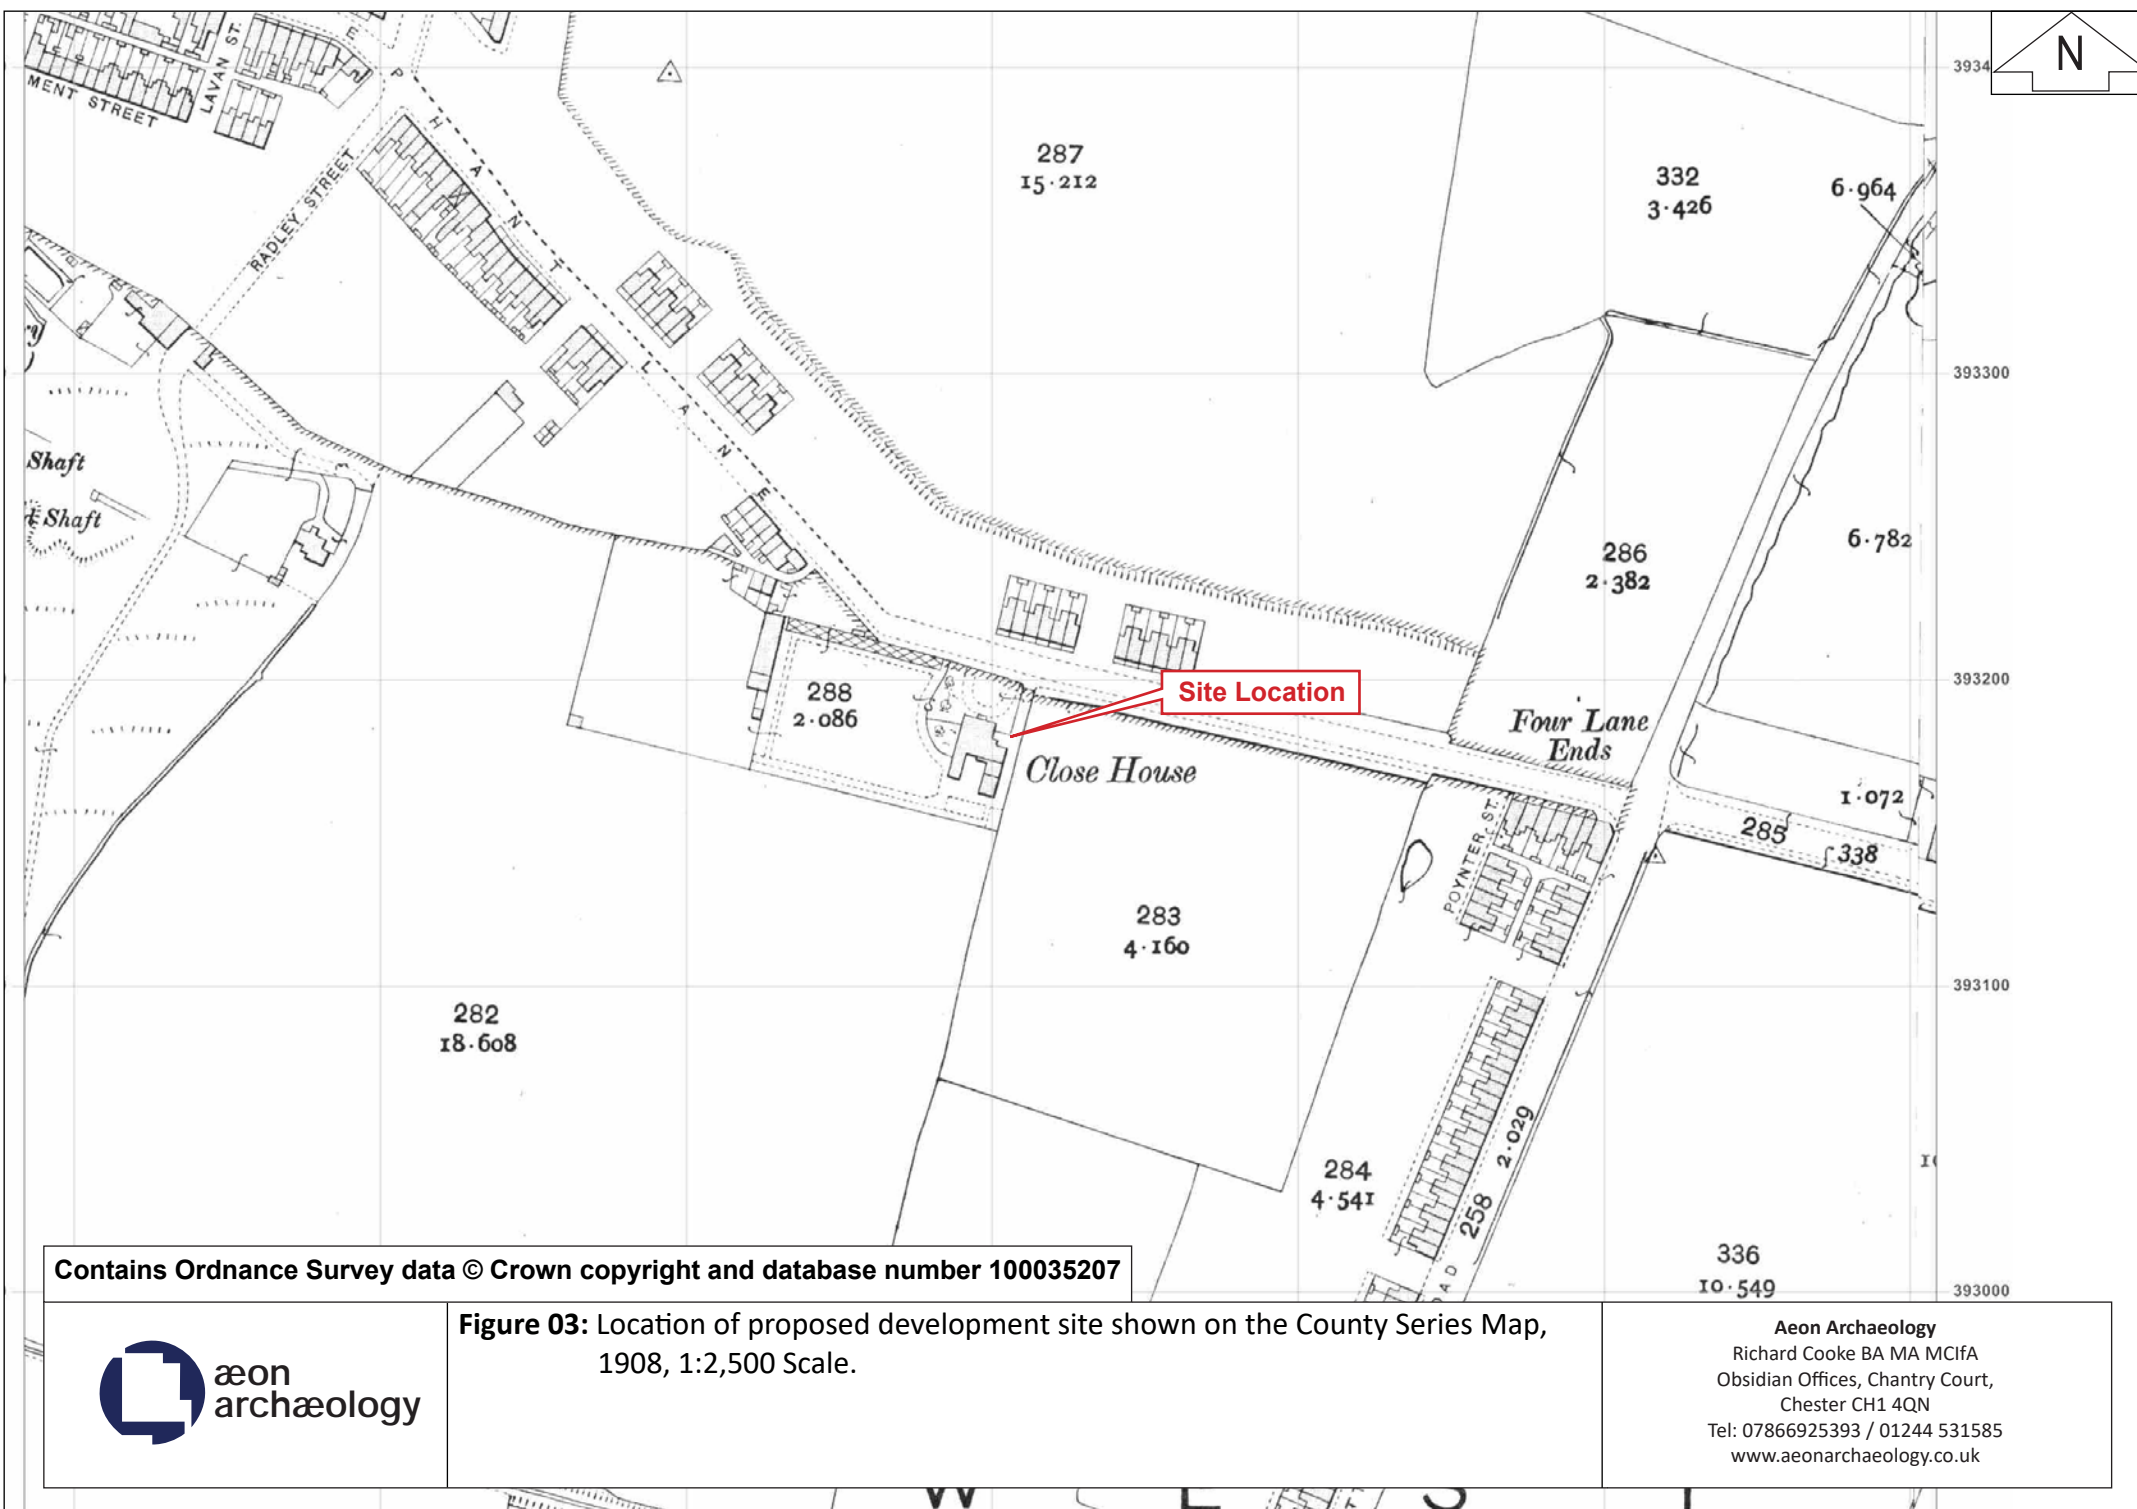 N
MENT STREET
LAVAN ST.
PHANT LANE
RADLEY STREET
287
15·212
332
3·426
6·964
39340
393300
Shaft
Shaft
286
2·382
6·782
288
2·086
Site Location
393200
Four Lane
Ends
Close House
1·072
285
338
POYNTER ST.
283
4·160
393100
282
18·608
284
4·541
258
2·029
336
10·549
393000
Contains Ordnance Survey data © Crown copyright and database number 100035207
æon
archæology
Figure 03: Location of proposed development site shown on the County Series Map,
1908, 1:2,500 Scale.
Aeon Archaeology
Richard Cooke BA MA MCIfA
Obsidian Offices, Chantry Court,
Chester CH1 4QN
Tel: 07866925393 / 01244 531585
www.aeonarchaeology.co.uk